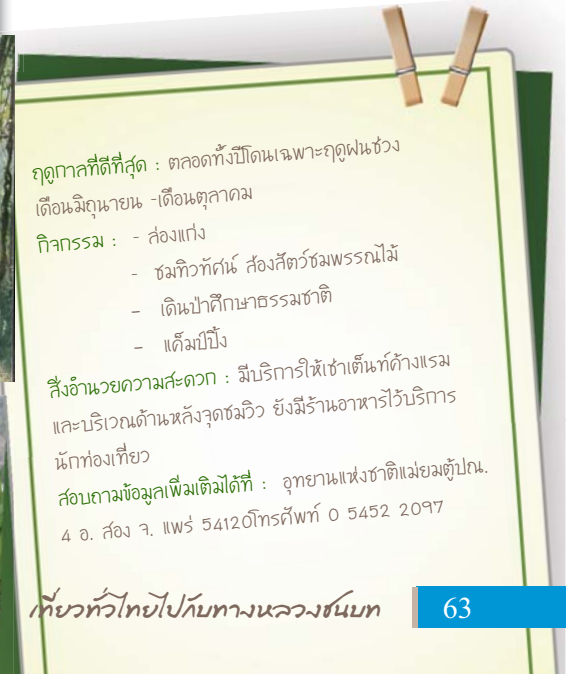 ฤดูกาลที่ดีที่สุด : ตลอดทั้งปีโดนเฉพาะฤดูฝนช่วง
เดือนมิถุนายน -เดือนตุลาคม
กิจกรรม : - ล่องแก่ง
- ชมทิวทัศน์ ส้องสัตว์ชมพรรณไม้
- เดินป่าศึกษาธรรมชาติ
- แค็มป์ปิ้ง
สิ่งอำนวยความสะดวก : มีบริการให้เช่าเต็นท์ค้างแรม
และบริเวณด้านหลังจุดชมวิว ยังมีร้านอาหารไว้บริการ
นักท่องเที่ยว
สอบถามข้อมูลเพิ่มเติมได้ที่ : อุทยานแห่งชาติแม่ยมตู้ปณ.
4 อ. สอง จ. แพร่ 54120โทรศัพท์ 0 5452 2097
เที่ยวทั่วไทยไปกับทางหลวงชนบท 63